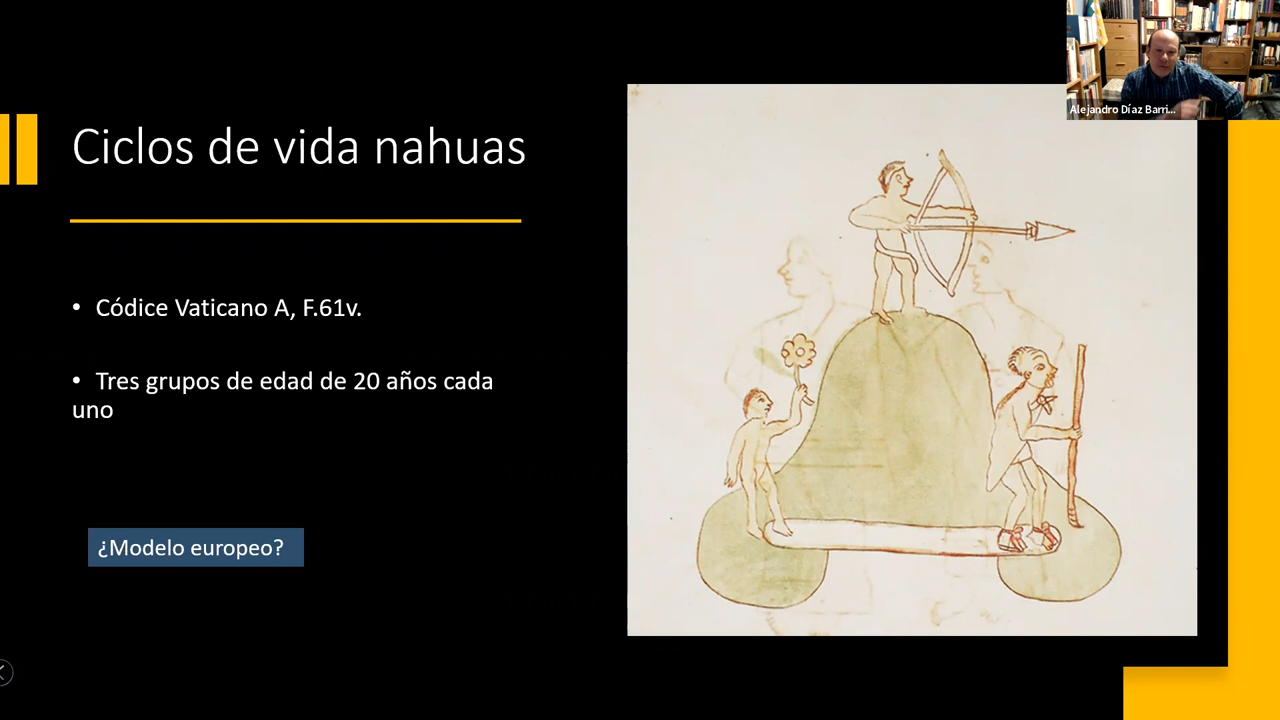 Alejandro Díaz Barri...
Ciclos de vida nahuas
• Códice Vaticano A, F.61v.
• Tres grupos de edad de 20 años cada
uno
¿Modelo europeo?